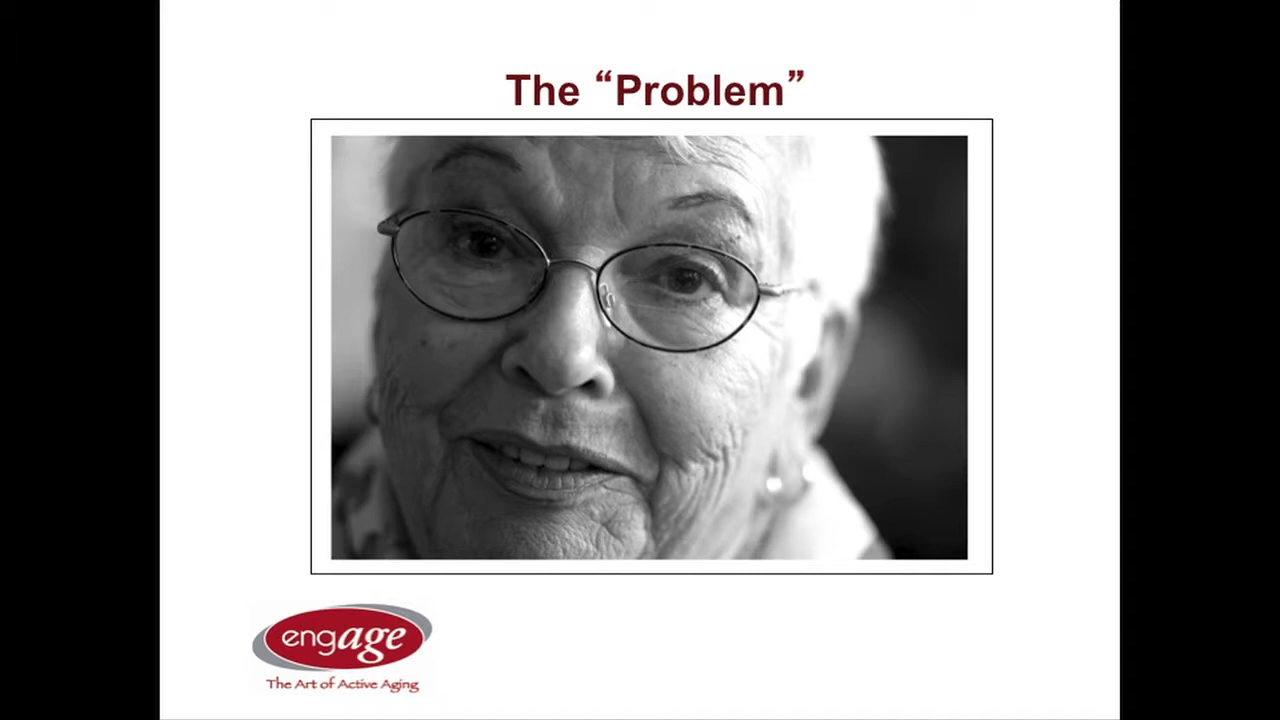 The “Problem”
engage
The Art of Active Aging